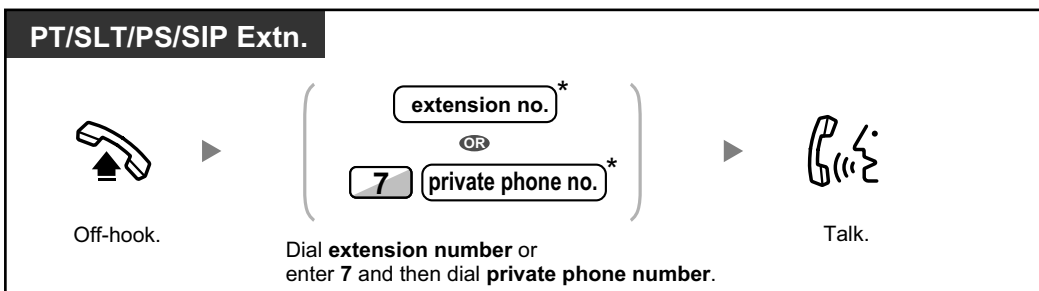 PT/SLT/PS/SIP Extn.
extension no.*
OR
7 private phone no.*
Off-hook.
Dial extension number or
enter 7 and then dial private phone number.
Talk.